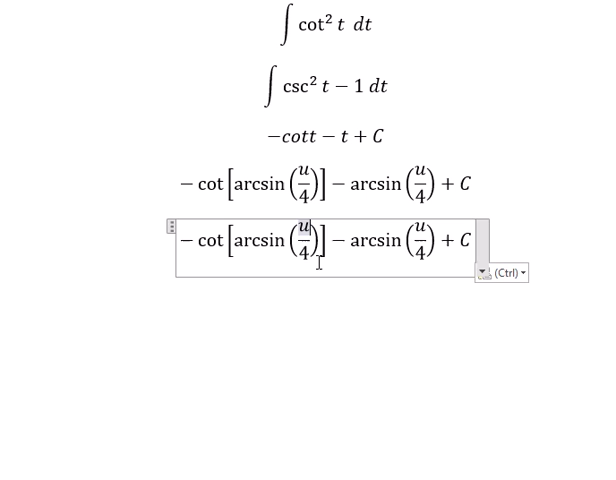 ∫ cot² t dt
∫ csc² t − 1 dt
−cott − t + C
− cot [arcsin (u/4)] − arcsin (u/4) + C
− cot [arcsin (u/4)] − arcsin (u/4) + C
(Ctrl)